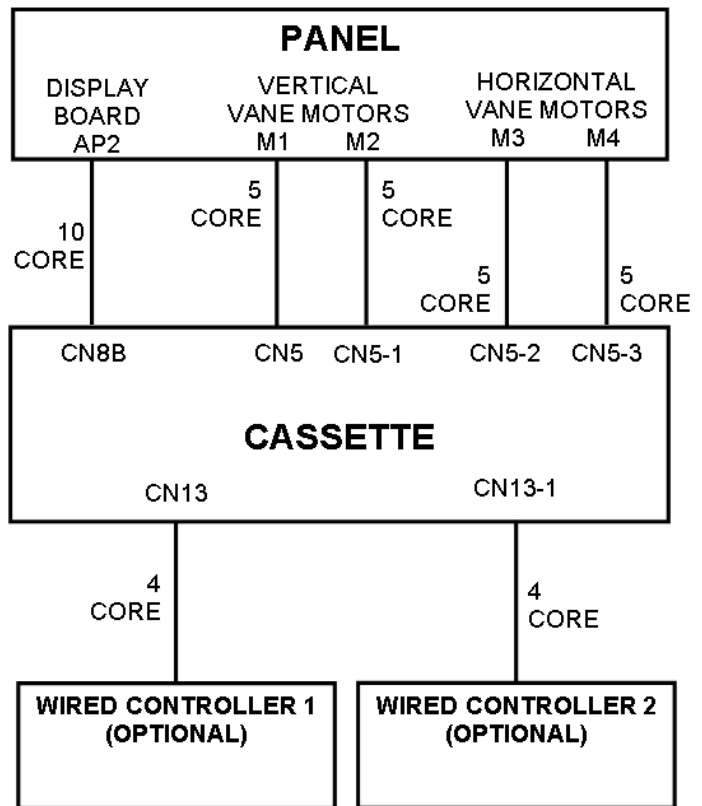 PANEL
DISPLAY
BOARD
AP2
VERTICAL
VANE MOTORS
M1 M2
HORIZONTAL
VANE MOTORS
M3 M4
10
CORE
5
CORE
5
CORE
5
CORE
5
CORE
CN8B CN5 CN5-1 CN5-2 CN5-3
CASSETTE
CN13 CN13-1
4
CORE
4
CORE
WIRED CONTROLLER 1
(OPTIONAL)
WIRED CONTROLLER 2
(OPTIONAL)